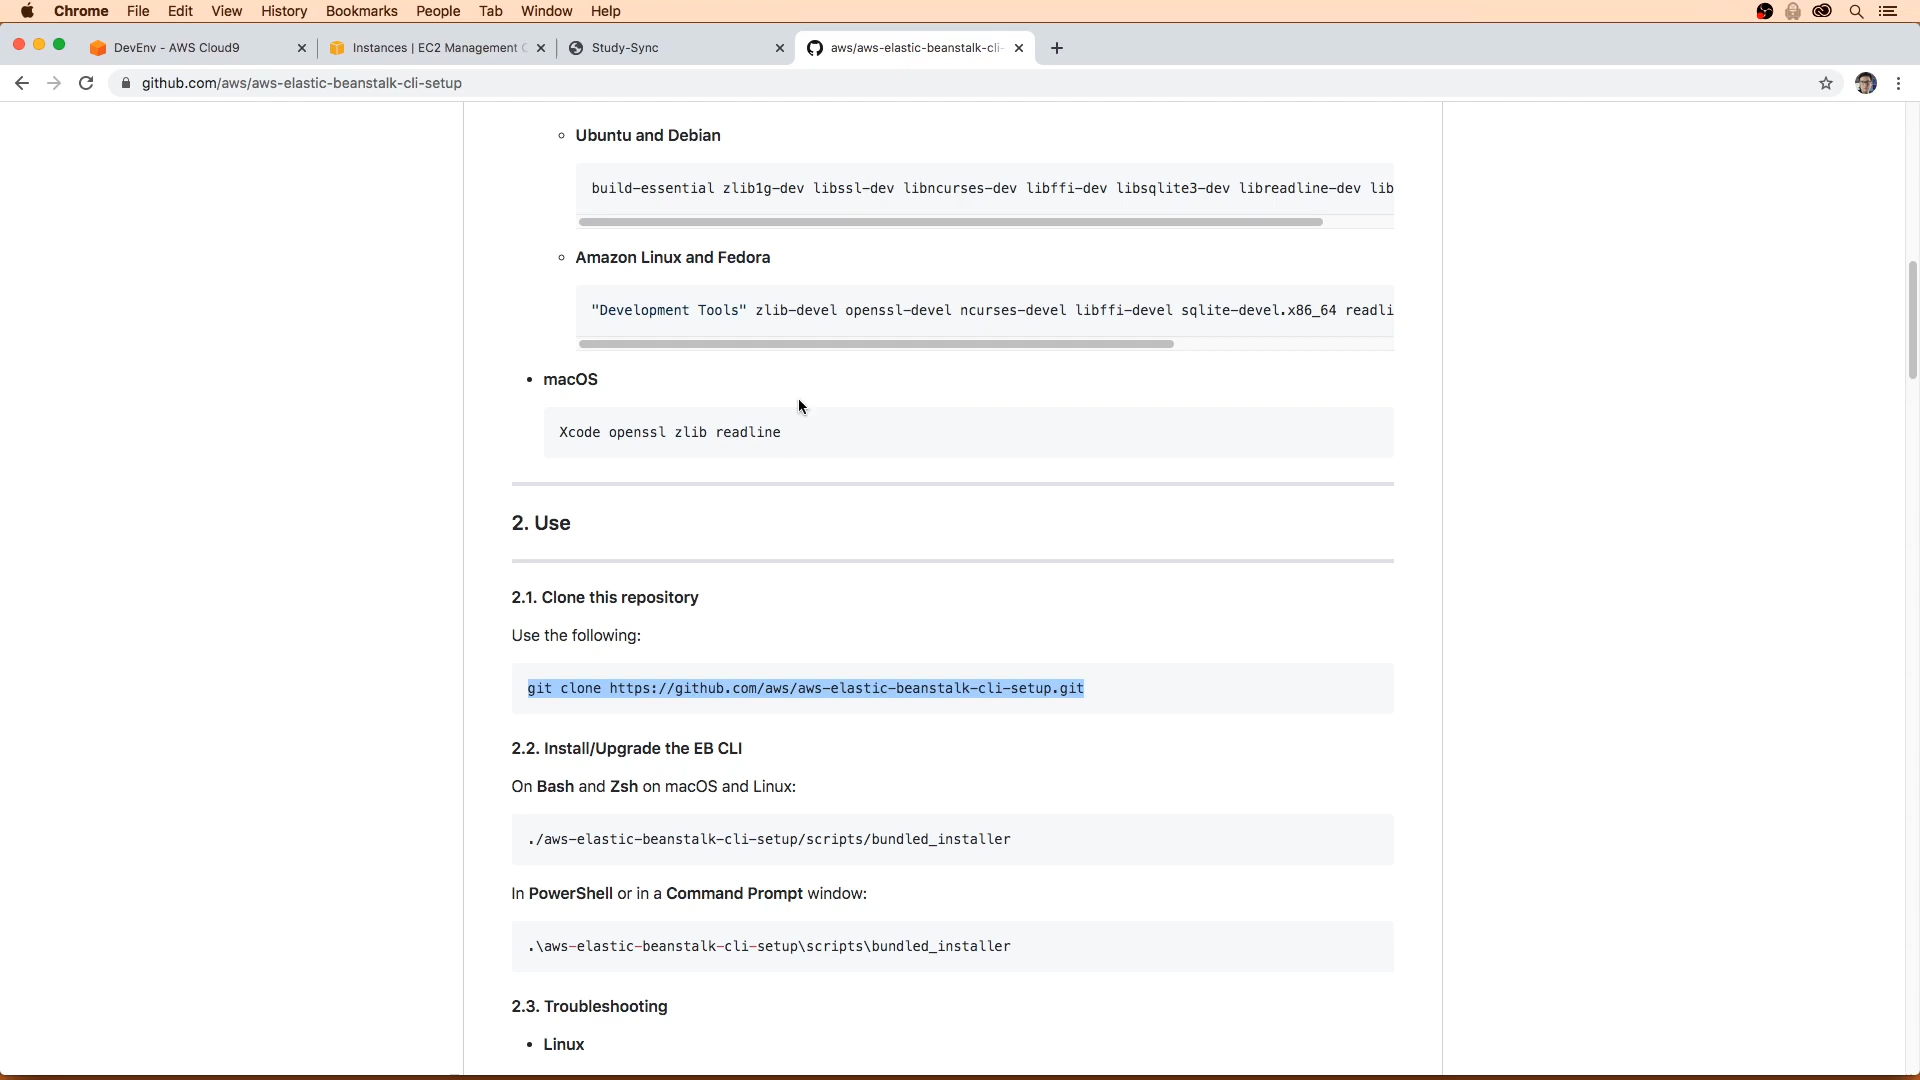 Chrome File Edit View History Bookmarks People Tab Window Help
DevEnv - AWS Cloud9
Instances | EC2 Management
Study-Sync
aws/aws-elastic-beanstalk-cli-
github.com/aws/aws-elastic-beanstalk-cli-setup
Ubuntu and Debian
build-essential zlib1g-dev libssl-dev libncurses-dev libffi-dev libsqlite3-dev libreadline-dev lib
Amazon Linux and Fedora
"Development Tools" zlib-devel openssl-devel ncurses-devel libffi-devel sqlite-devel.x86_64 readli
macOS
Xcode openssl zlib readline
2. Use
2.1. Clone this repository
Use the following:
git clone https://github.com/aws/aws-elastic-beanstalk-cli-setup.git
2.2. Install/Upgrade the EB CLI
On Bash and Zsh on macOS and Linux:
./aws-elastic-beanstalk-cli-setup/scripts/bundled_installer
In PowerShell or in a Command Prompt window:
.\aws-elastic-beanstalk-cli-setup\scripts\bundled_installer
2.3. Troubleshooting
Linux